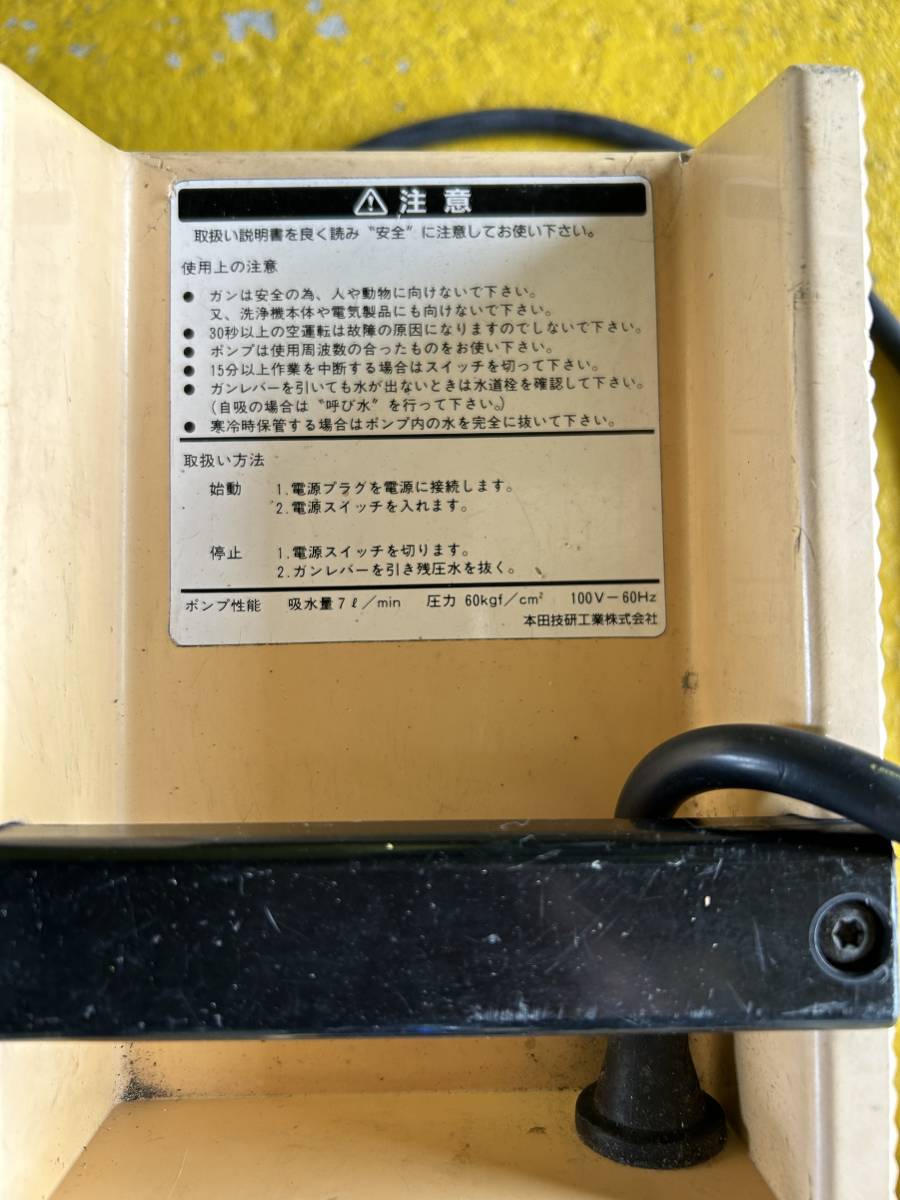 ⚠ 注意
取扱い説明書を良く読み〝安全〟に注意してお使い下さい。
使用上の注意
● ガンは安全の為、人や動物に向けないで下さい。
又、洗浄機本体や電気製品にも向けないで下さい。
● 30秒以上の空運転は故障の原因になりますのでしないで下さい。
● ポンプは使用周波数の合ったものをお使い下さい。
● 15分以上作業を中断する場合はスイッチを切って下さい。
● ガンレバーを引いても水が出ないときは水道栓を確認して下さい。
(自吸の場合は〝呼び水〟を行って下さい。)
● 寒冷時保管する場合はポンプ内の水を完全に抜いて下さい。
取扱い方法
始動 1.電源プラグを電源に接続します。
2.電源スイッチを入れます。
停止 1.電源スイッチを切ります。
2.ガンレバーを引き残圧水を抜く。
ポンプ性能 吸水量7ℓ/min 圧力 60kgf/cm² 100V-60Hz
本田技研工業株式会社